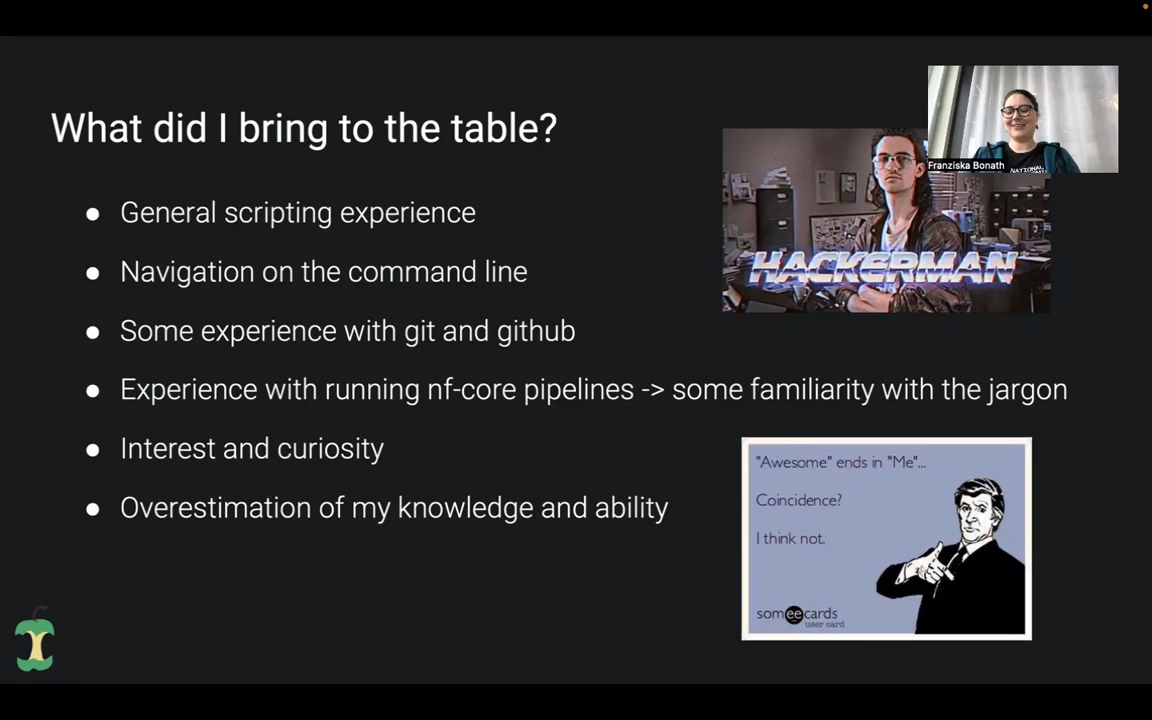 What did I bring to the table?
Franziska Bonath
NATIONAL
HACKERMAN
● General scripting experience
● Navigation on the command line
● Some experience with git and github
● Experience with running nf-core pipelines -> some familiarity with the jargon
● Interest and curiosity
● Overestimation of my knowledge and ability
"Awesome" ends in "Me"...
Coincidence?
I think not.
somееcards
user card